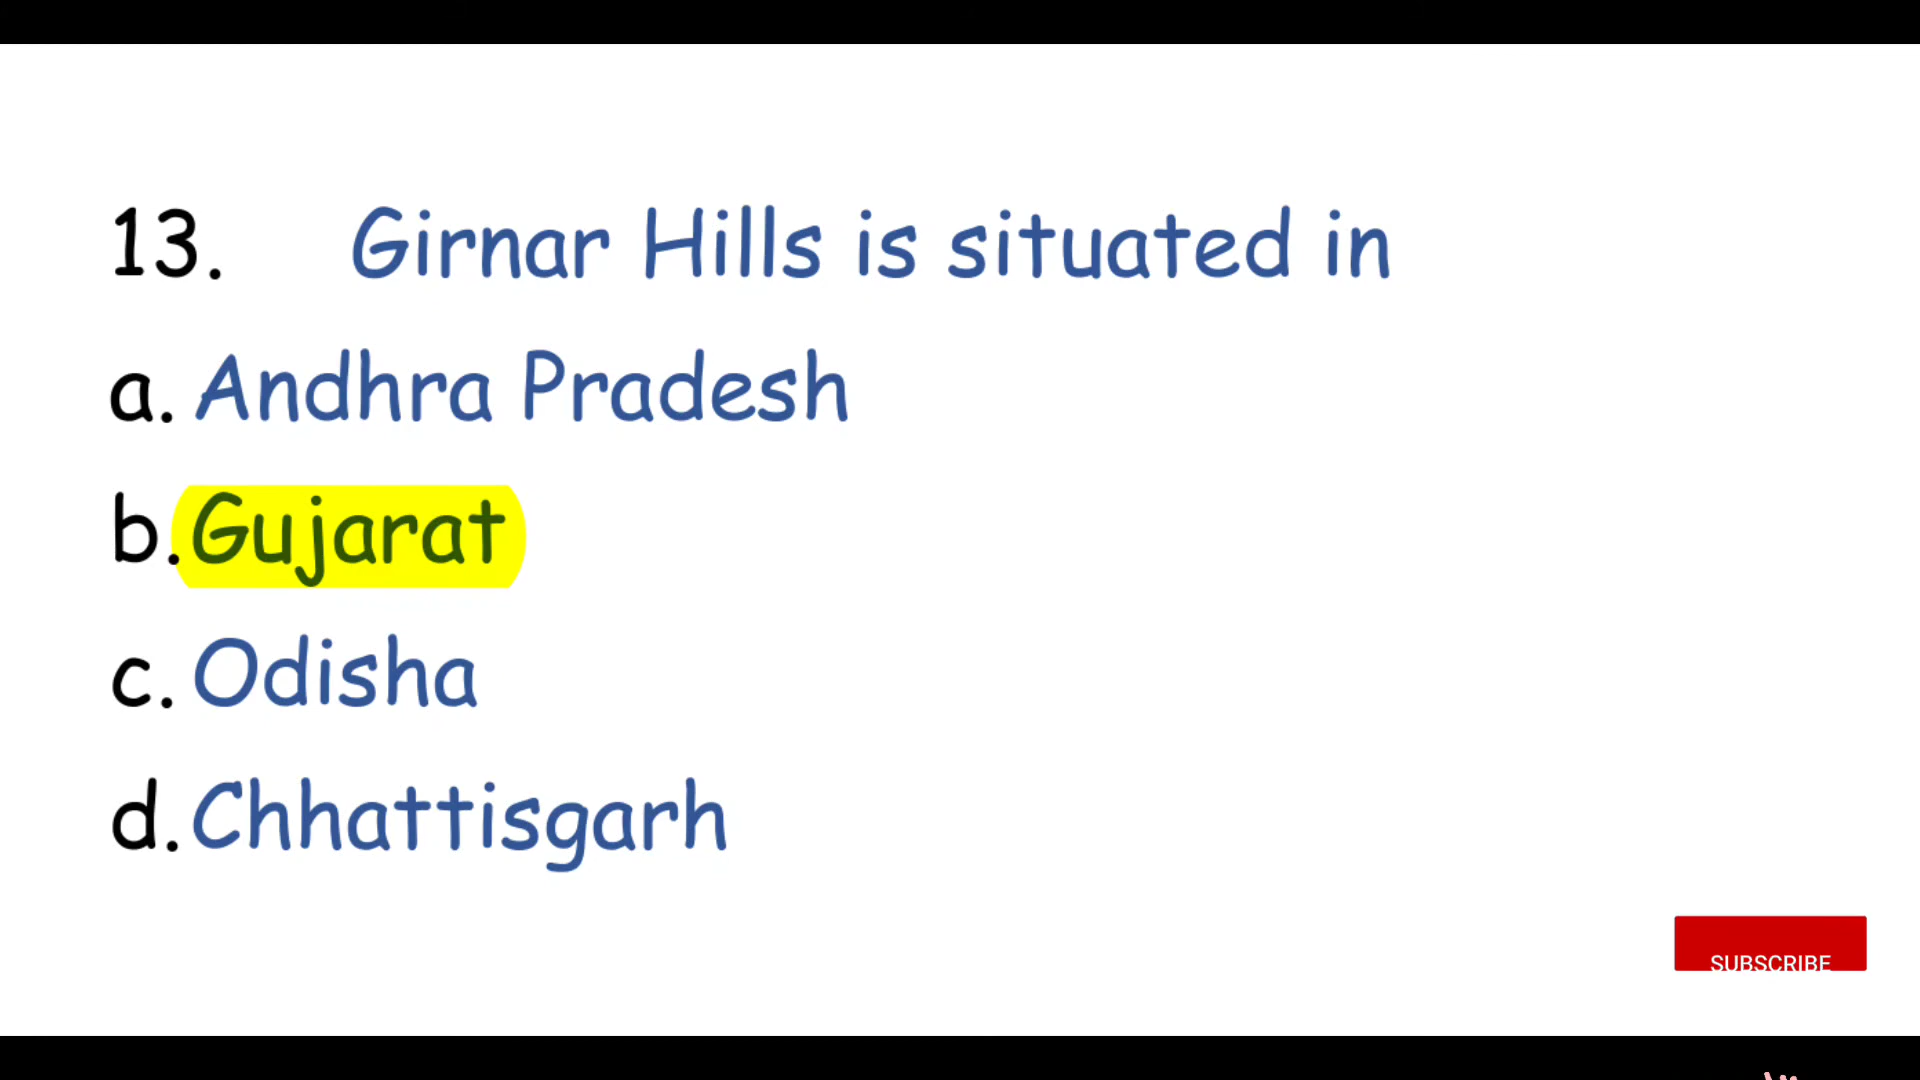 13. Girnar Hills is situated in
a. Andhra Pradesh
b. Gujarat
c. Odisha
d. Chhattisgarh
SUBSCRIBE